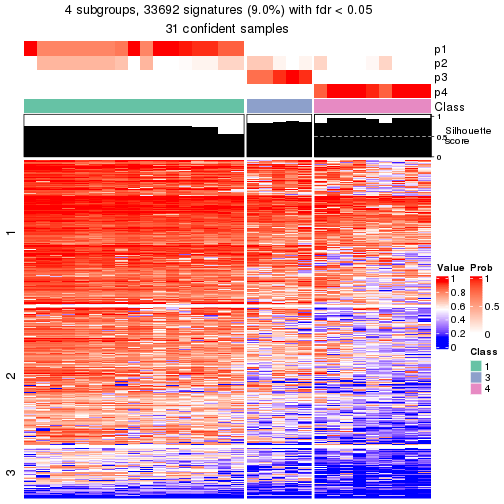 4 subgroups, 33692 signatures (9.0%) with fdr < 0.05
31 confident samples
p1
p2
p3
p4
Class
1
0.5
0
Silhouette
score
1
2
3
Value
1
0.8
0.6
0.4
0.2
0
Prob
1
0.5
0
Class
1
3
4